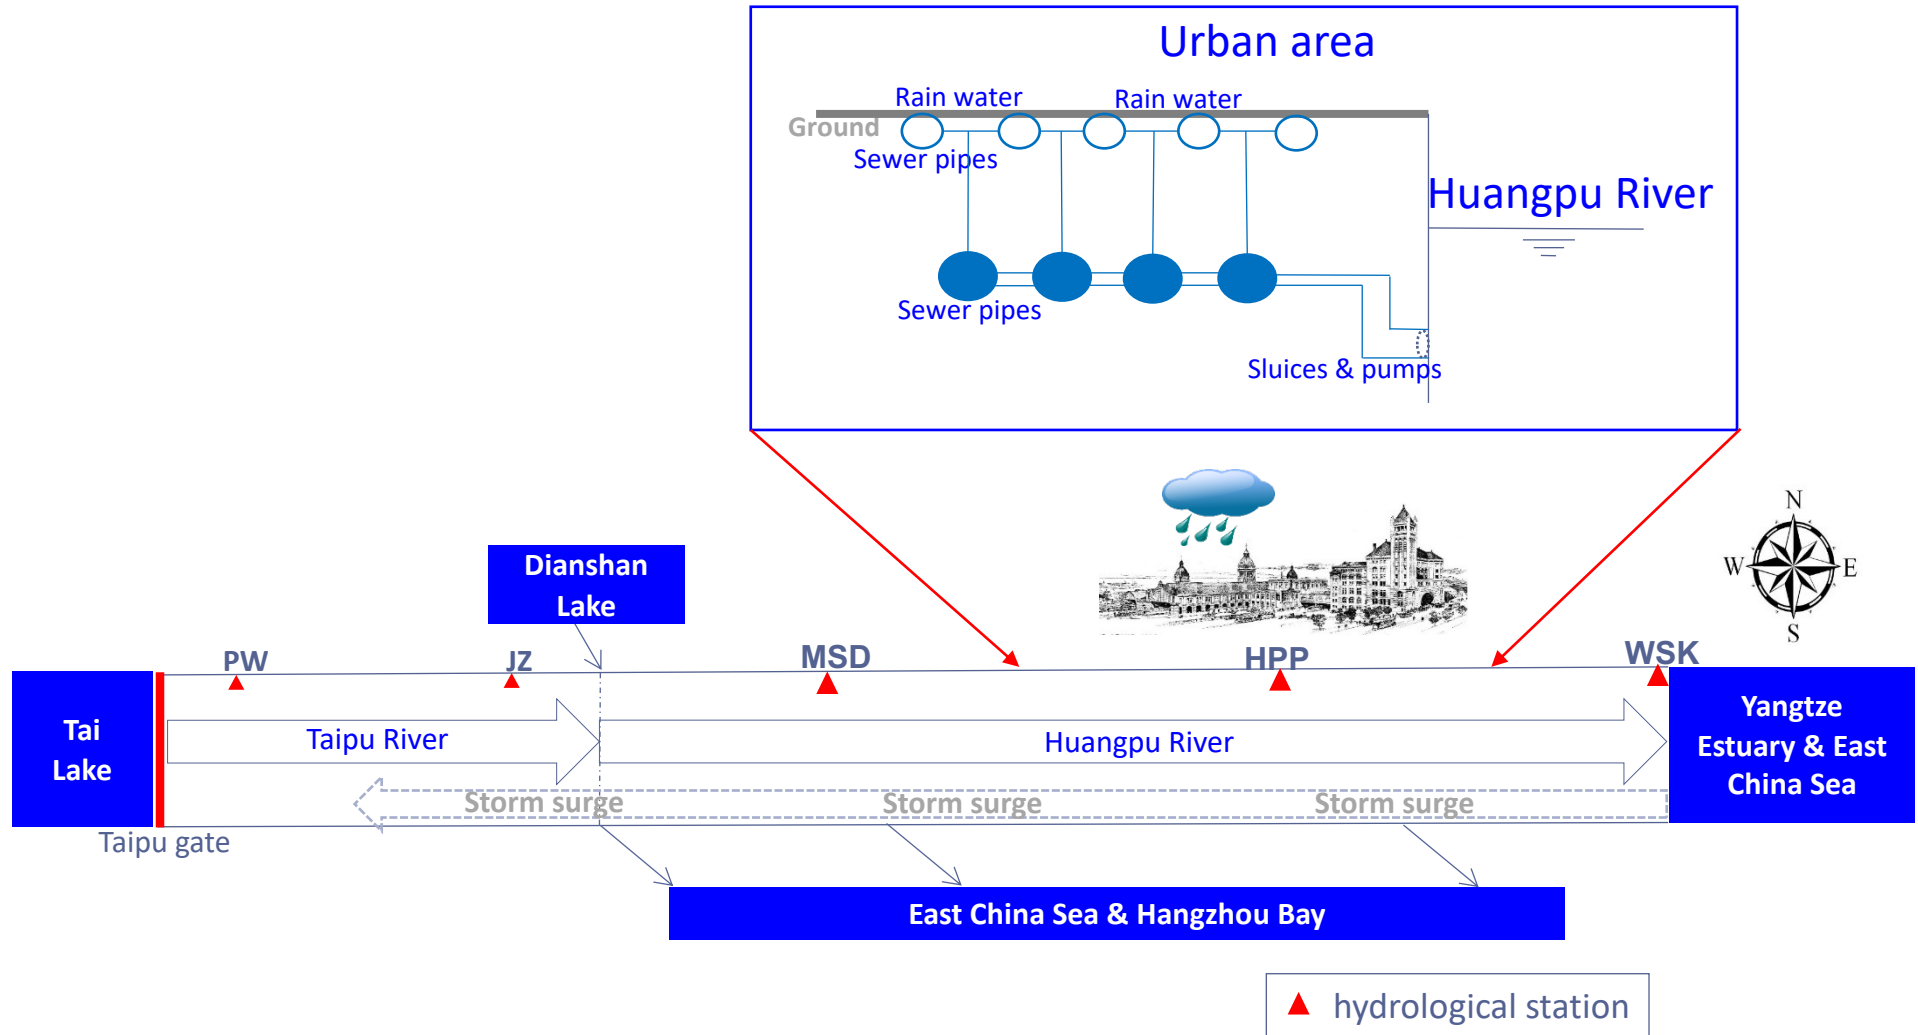 Urban area
Rain water
Rain water
Ground
Sewer pipes
Huangpu River
Sewer pipes
Sluices & pumps
N
W
E
S
Dianshan
Lake
PW
JZ
MSD
HPP
WSK
Tai
Lake
Taipu River
Huangpu River
Yangtze
Estuary & East
China Sea
Storm surge
Storm surge
Storm surge
Taipu gate
East China Sea & Hangzhou Bay
hydrological station